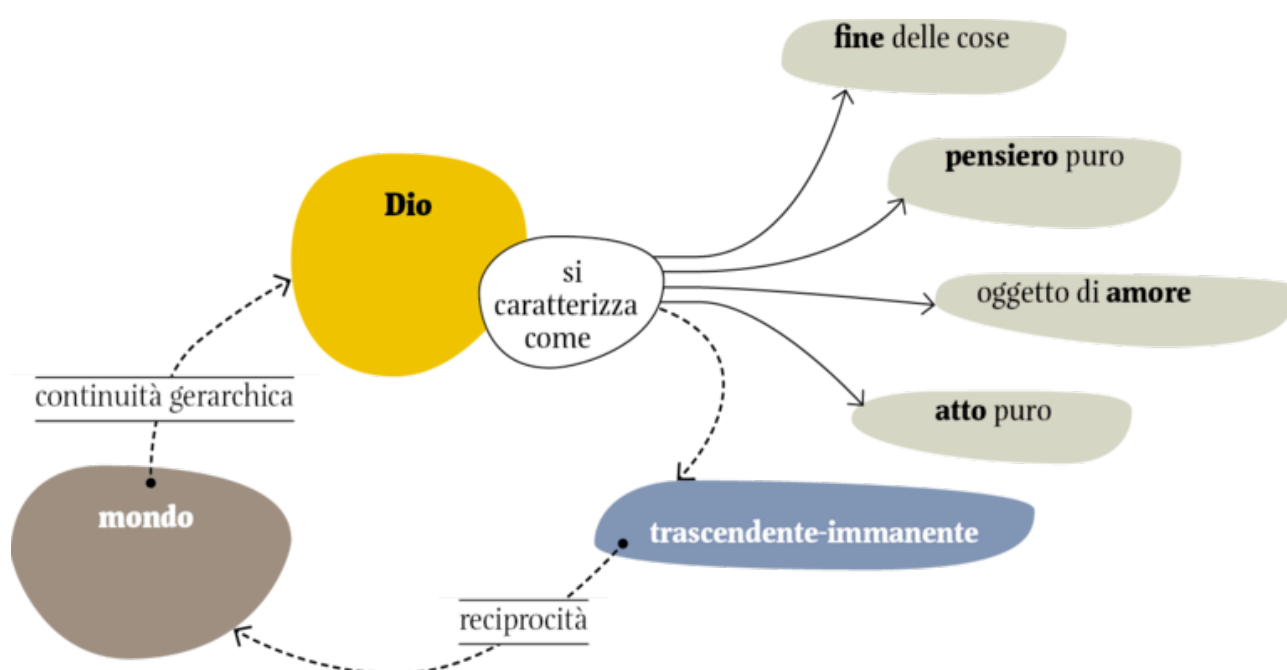 fine delle cose
pensiero puro
Dio
si
caratterizza
come
oggetto di amore
continuità gerarchica
atto puro
mondo
trascendente-immanente
reciprocità